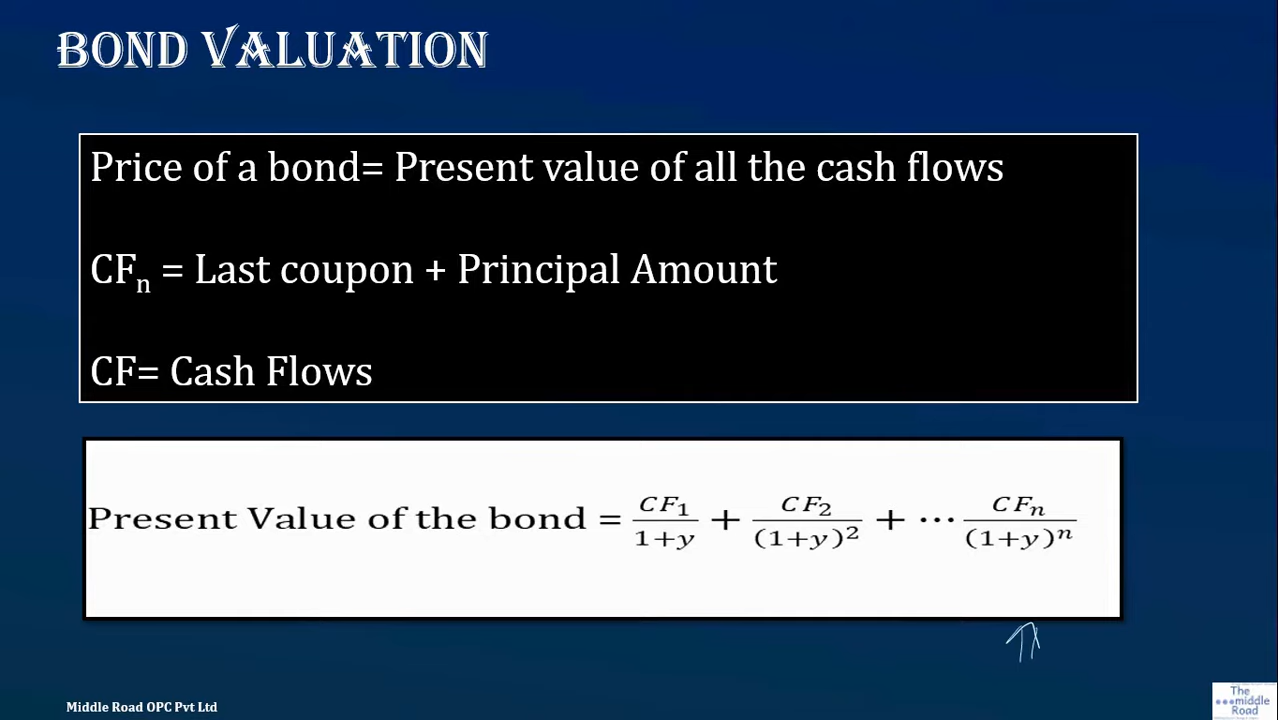 BOND VALUATION
Price of a bond= Present value of all the cash flows
CFn = Last coupon + Principal Amount
CF= Cash Flows
Present Value of the bond = CF₁/1+y + CF₂/(1+y)² + ⋯ CFₙ/(1+y)ⁿ
Middle Road OPC Pvt Ltd
The
middle
Road